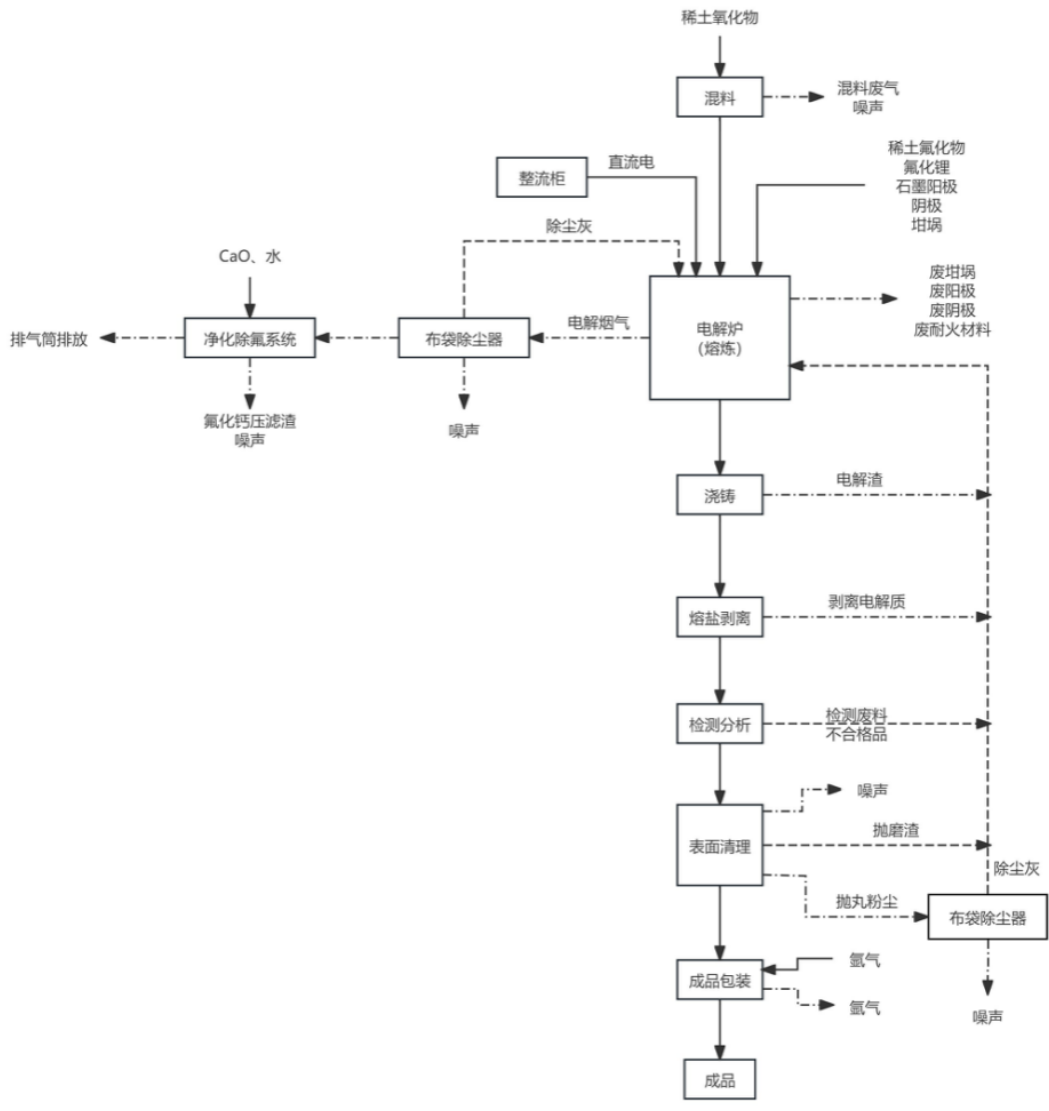 稀土氧化物
混料
混料废气
噪声
稀土氟化物
氟化锂
石墨阳极
阴极
坩埚
直流电
整流柜
除尘灰
CaO、水
废坩埚
废阳极
废阴极
废耐火材料
排气筒排放
净化除氟系统
布袋除尘器
电解烟气
电解炉
（熔炼）
氟化钙压滤渣
噪声
噪声
浇铸
电解渣
熔盐剥离
剥离电解质
检测分析
检测废料
不合格品
噪声
表面清理
抛磨渣
除尘灰
抛丸粉尘
布袋除尘器
成品包装
氩气
氩气
噪声
成品